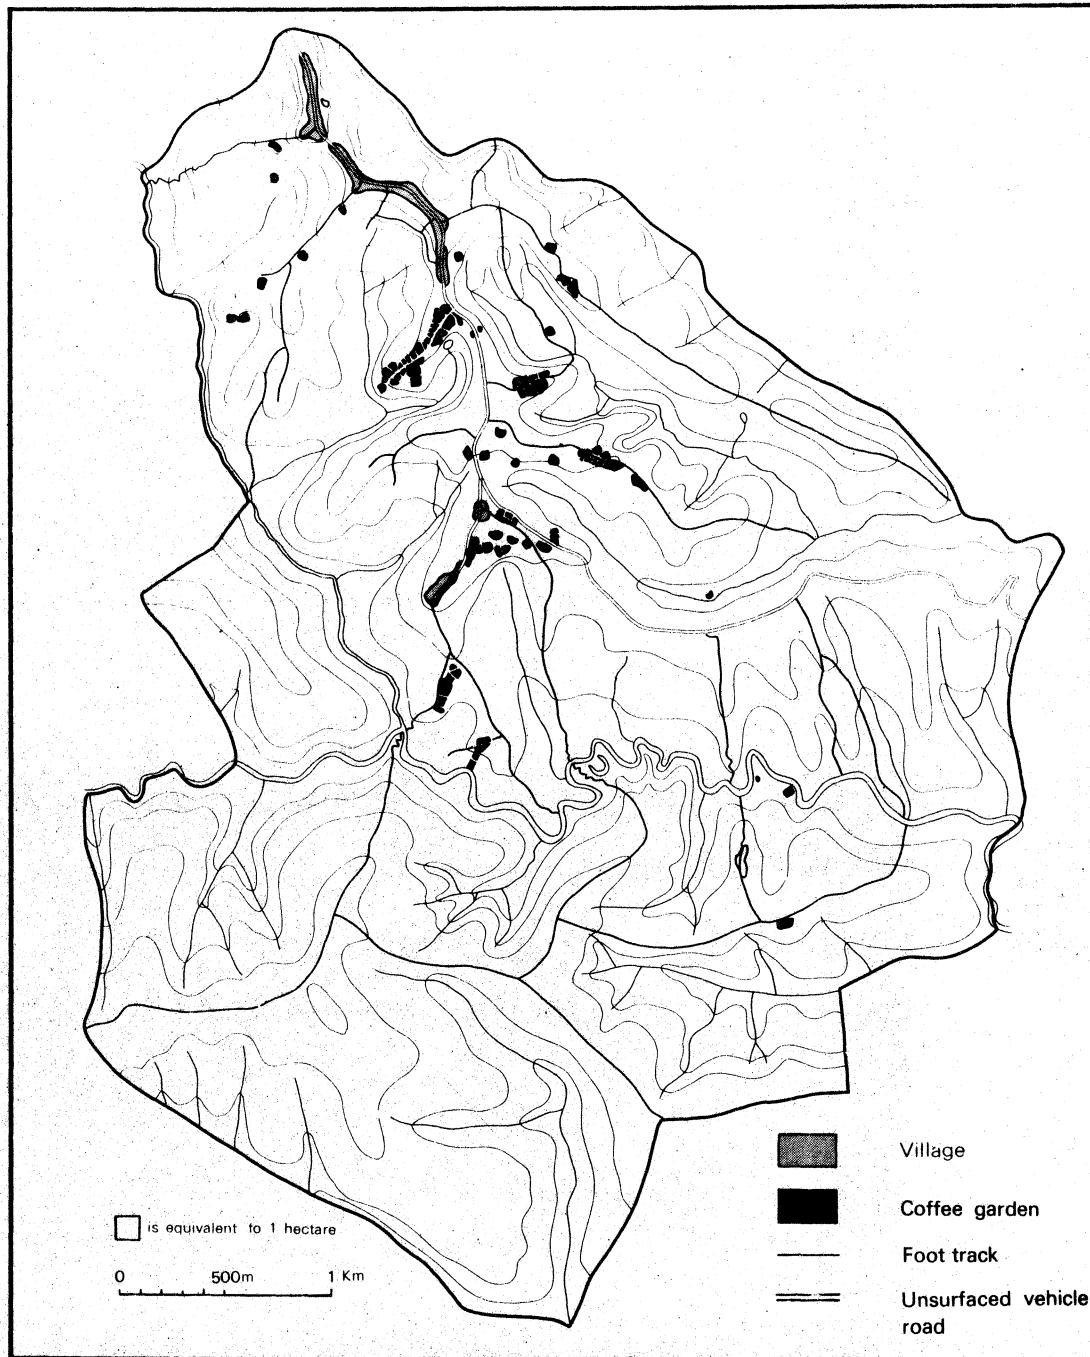 Village
Coffee garden
Foot track
Unsurfaced vehicle
road
is equivalent to 1 hectare
0 500m 1 Km